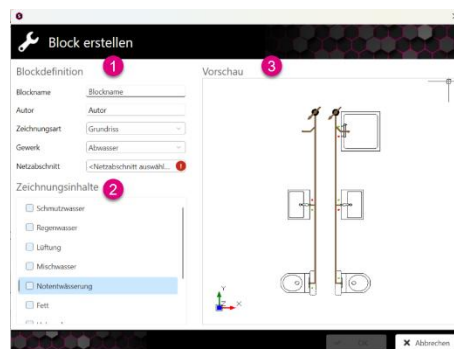 Block erstellen
Blockdefinition
1
Blockname
Blockname
Autor
Autor
Zeichnungsart
Grundriss
Gewerk
Abwasser
Netzabschnitt
<Netzabschnitt auswähl...
Zeichnungsinhalte
2
Schmutzwasser
Regenwasser
Lüftung
Mischwasser
Notentwässerung
Fett
Vorschau
3
Y
Z
X
OK
Abbrechen